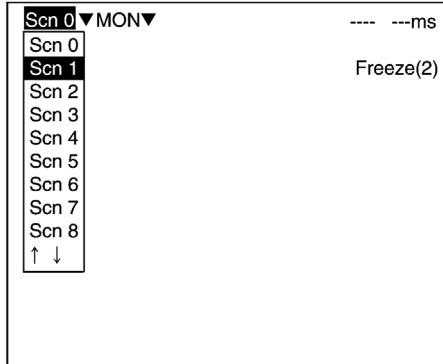 Scn 0▼MON▼ ---- ---ms
Scn 0
Scn 1 Freeze(2)
Scn 2
Scn 3
Scn 4
Scn 5
Scn 6
Scn 7
Scn 8
↑ ↓